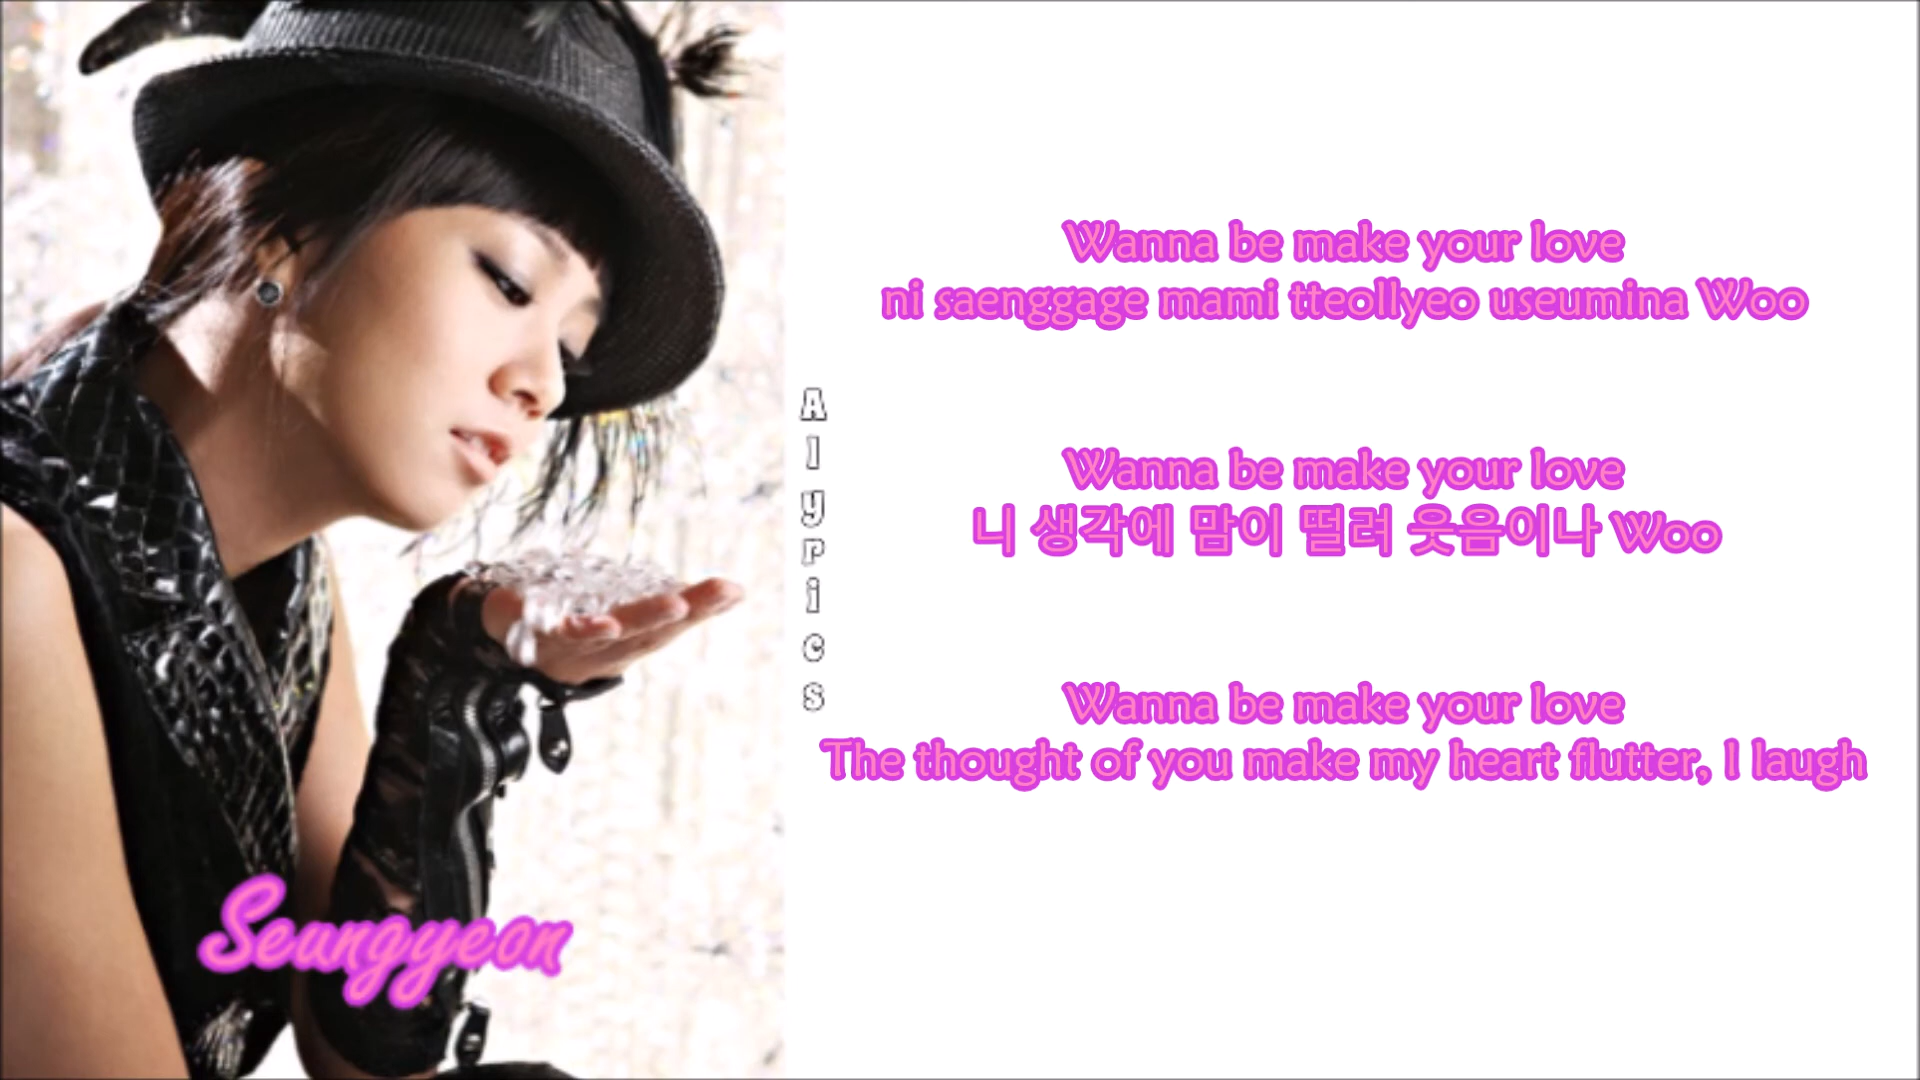 Wanna be make your love
ni saenggage mami tteollyeo useumina Woo
Alyrics
Wanna be make your love
니 생각에 맘이 떨려 웃음이나 Woo
Wanna be make your love
The thought of you make my heart flutter, I laugh
Seungyeon